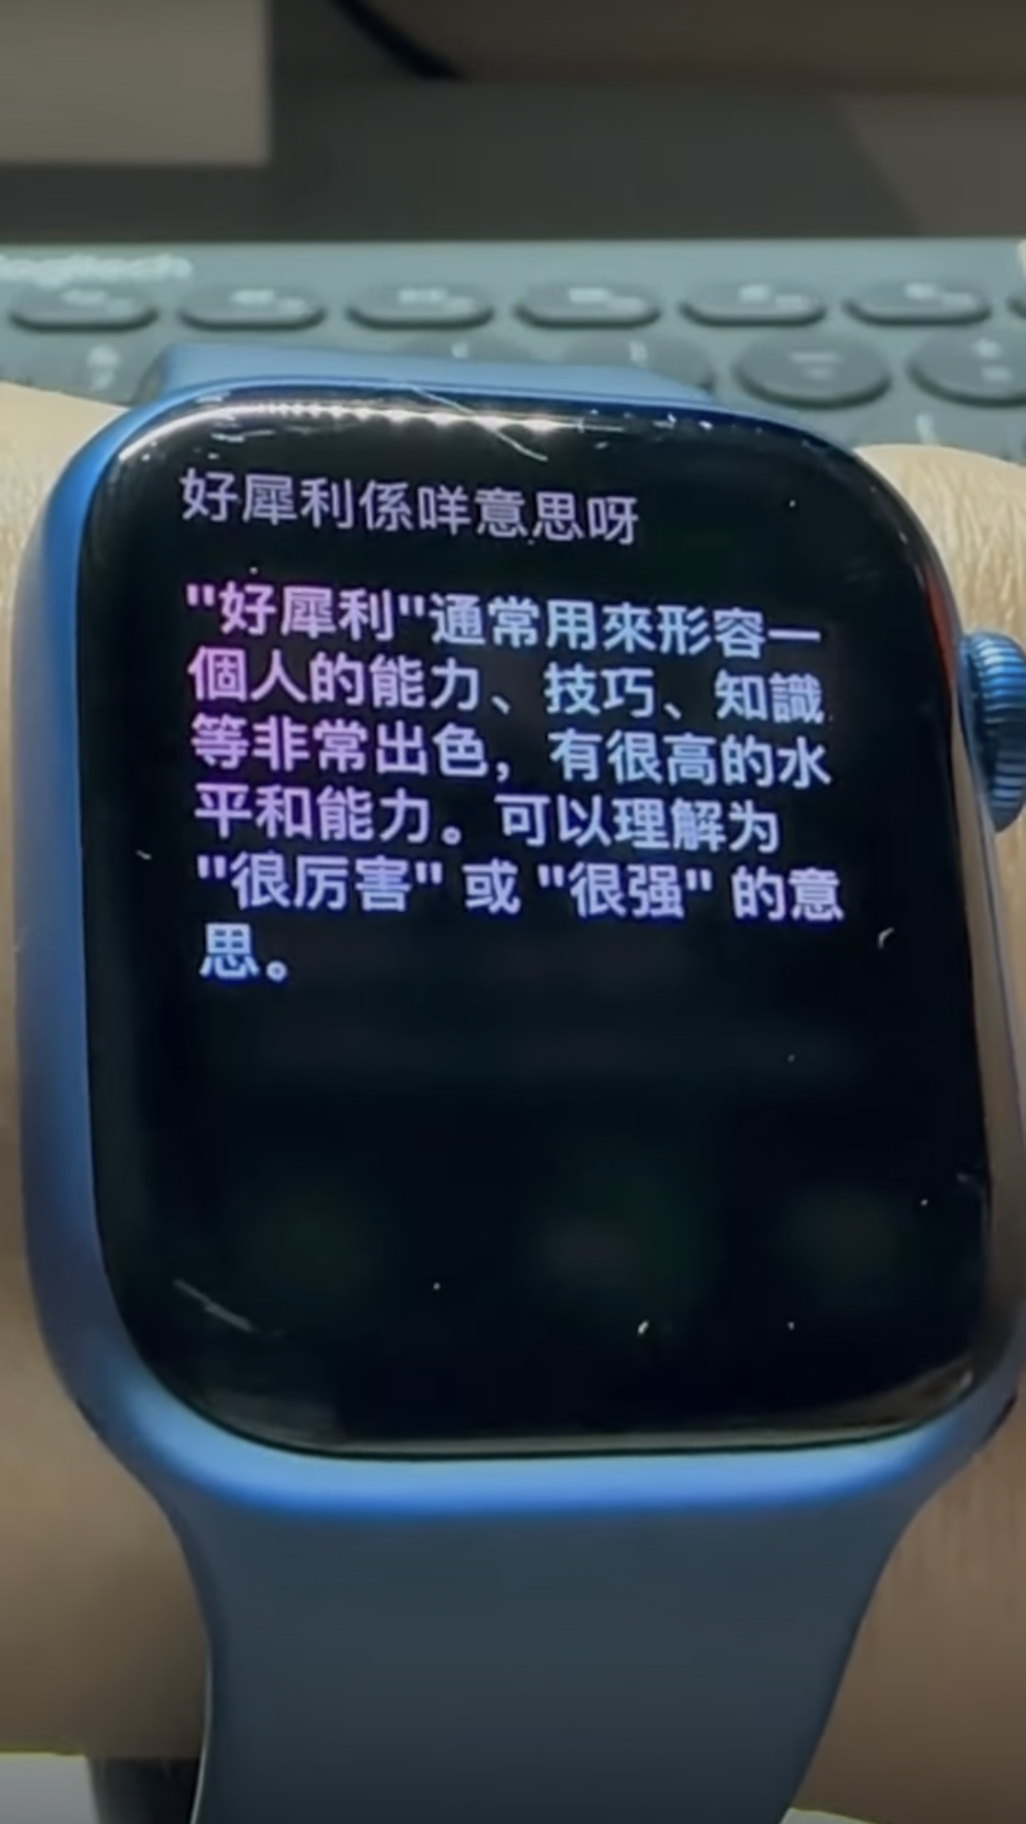 logitech
好犀利係咩意思呀
"好犀利"通常用來形容一
個人的能力、技巧、知識
等非常出色，有很高的水
平和能力。可以理解为
"很厉害" 或 "很强" 的意
思。